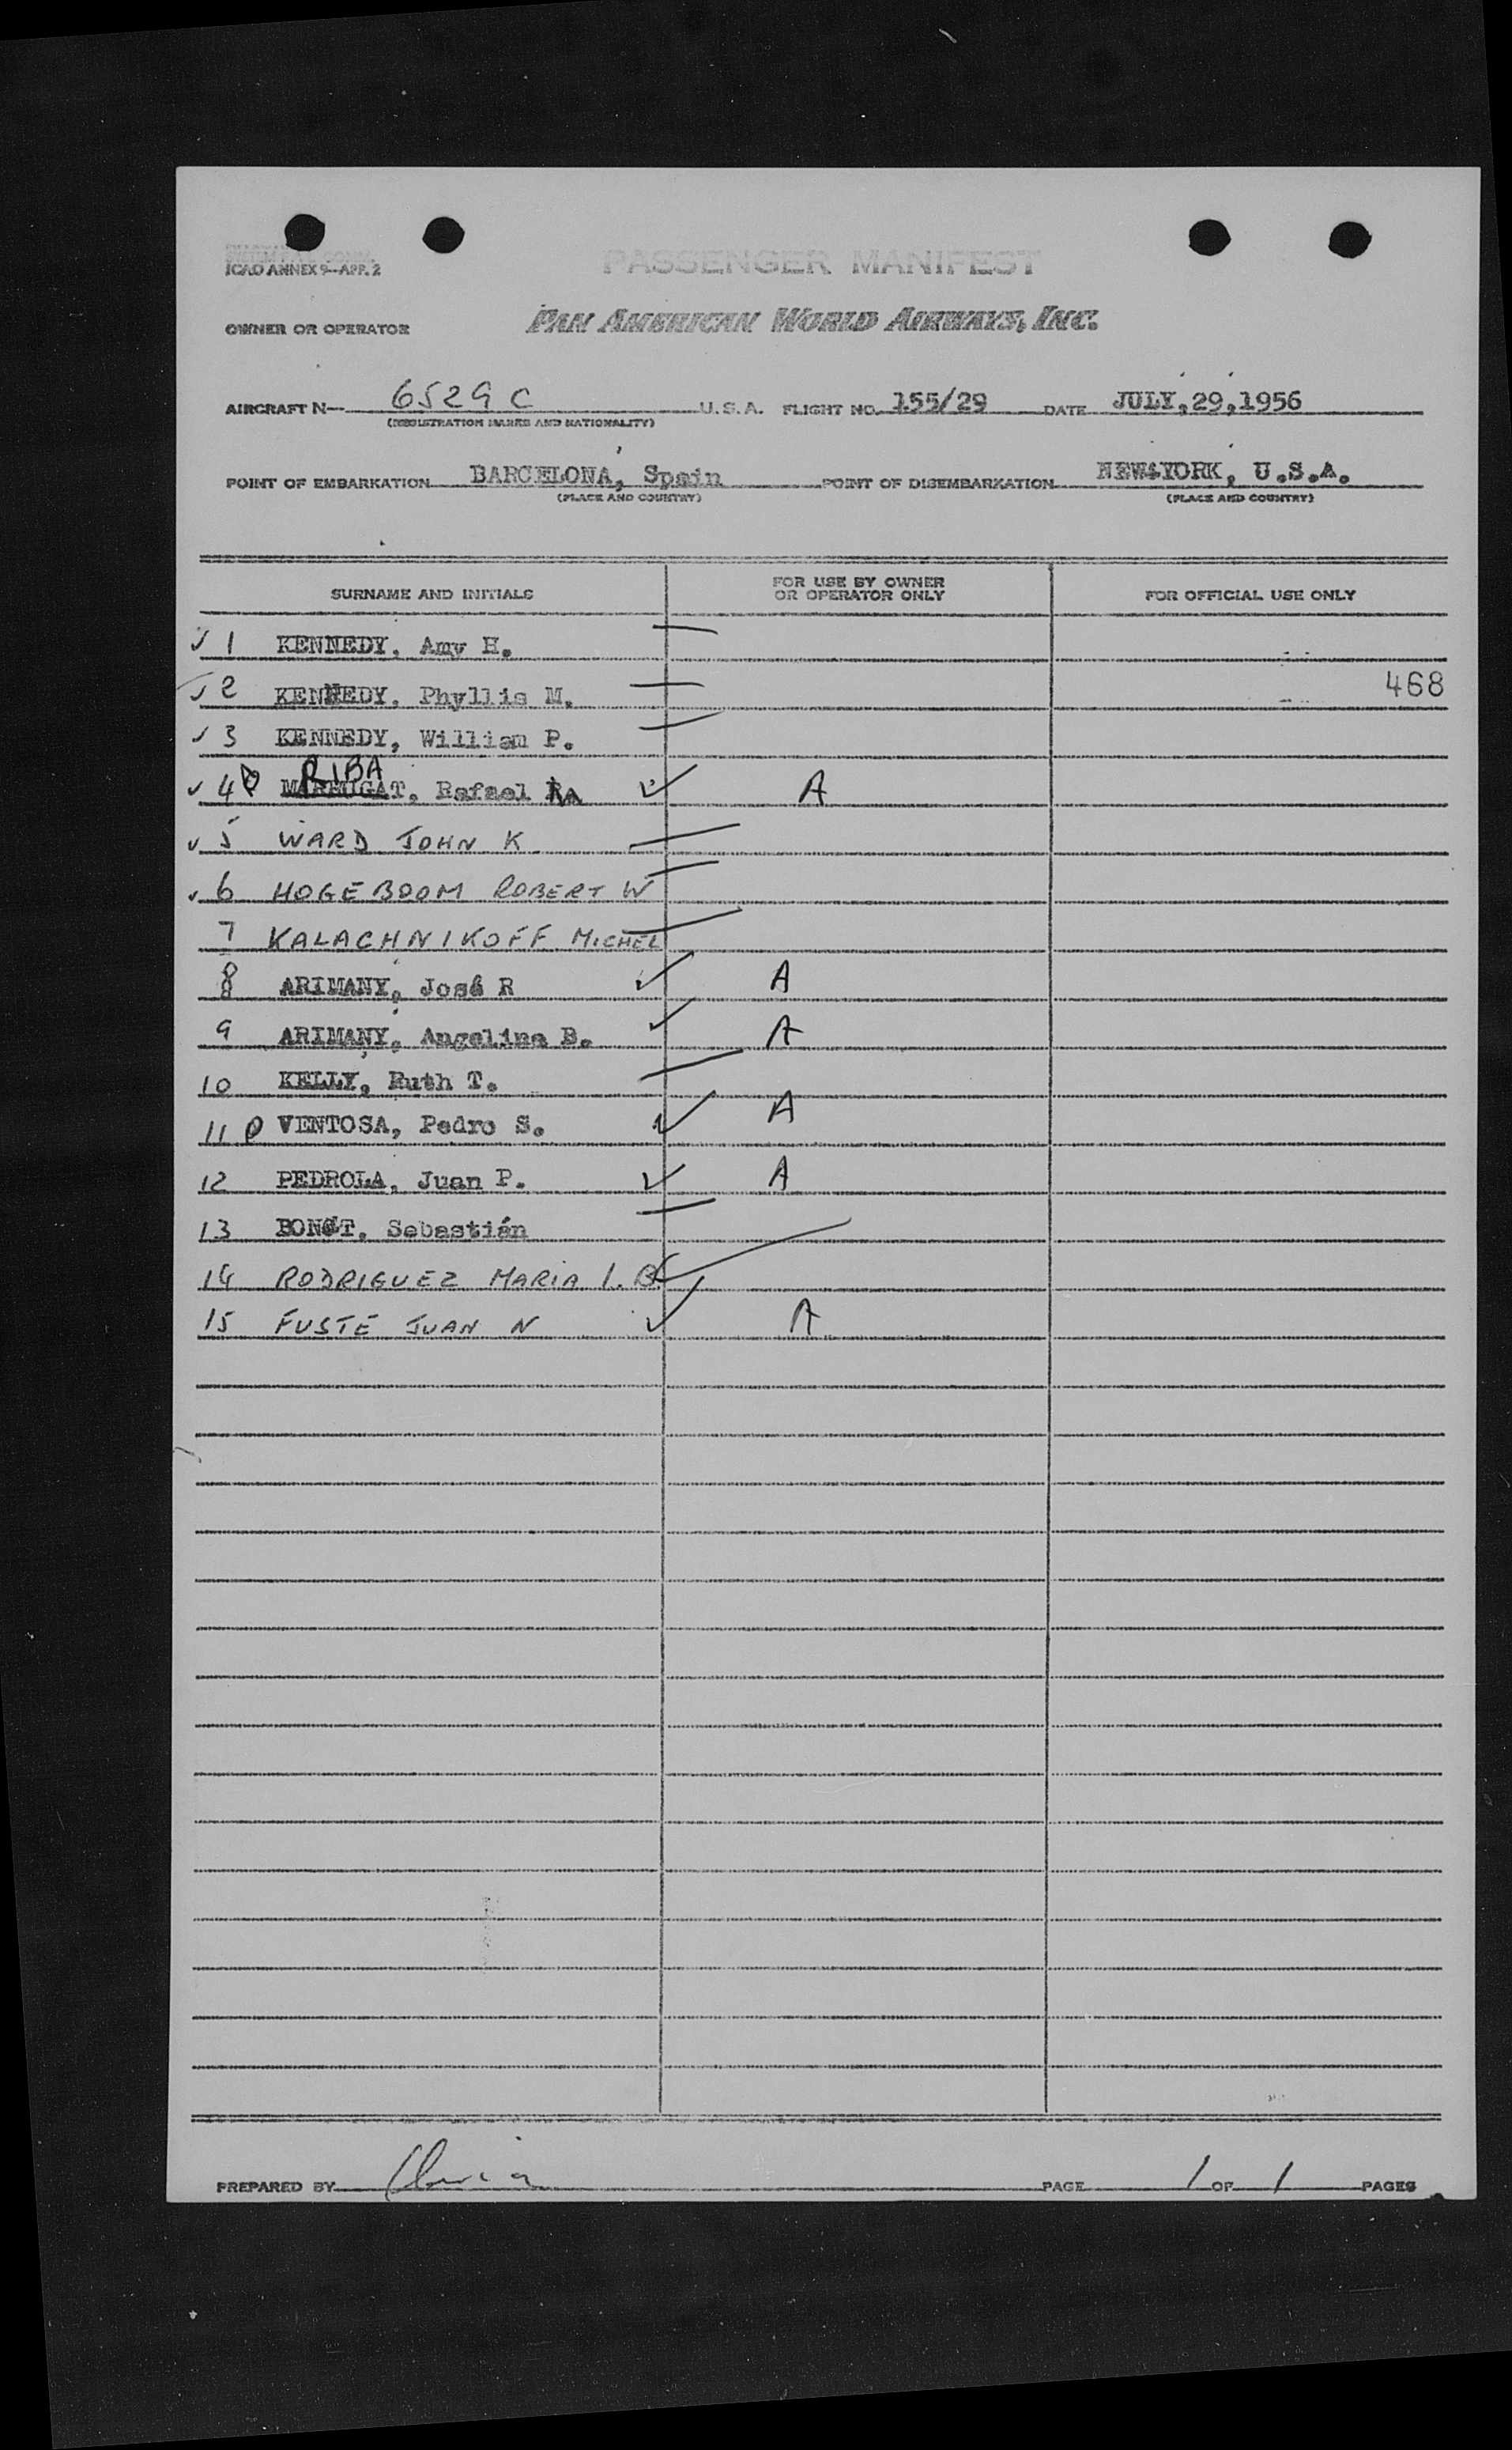 ICAO ANNEX 9—APP. 2
PASSENGER MANIFEST
OWNER OR OPERATOR PAN AMERICAN WORLD AIRWAYS, INC.
AIRCRAFT N— 6529 C U.S.A. FLIGHT NO. 155/29 DATE JULY,29,1956
(REGISTRATION MARKS AND NATIONALITY)
POINT OF EMBARKATION BARCELONA, Spain POINT OF DISEMBARKATION NEW YORK, U.S.A.
(PLACE AND COUNTRY) (PLACE AND COUNTRY)
SURNAME AND INITIALS FOR USE BY OWNER OR OPERATOR ONLY FOR OFFICIAL USE ONLY
✓ 1 KENNEDY, Amy H. —
✓ 2 KENNEDY, Phyllis M. — 468
✓ 3 KENNEDY, William P. —
RIBA
✓ 4 MARMIGAT, Rafael ✓ A
✓ 5 WARD JOHN K —
✓ 6 HOGEBOOM ROBERT W —
7 KALACHNIKOFF MICHEL —
8 ARIMANY, José R ✓ A
9 ARIMANY, Angelina B. ✓ A
10 KELLY, Ruth T. —
11 VENTOSA, Pedro S. ✓ A
12 PEDROLA, Juan P. ✓ A
13 BONET, Sebastián —
14 RODRIGUEZ MARIA I. B. ✓
15 FUSTÉ JUAN N ✓ A
PREPARED BY PAGE 1 OF 1 PAGES